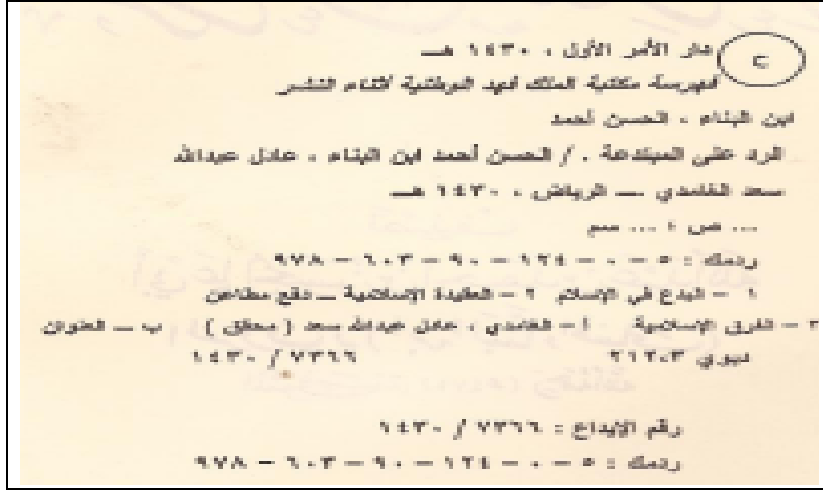 ح دار الأمر الأول ، ١٤٣٠ هـ
فهرسة مكتبة الملك فهد الوطنية أثناء النشر
ابن البناء ، الحسن أحمد
الرد على المبتدعة . / الحسن أحمد ابن البناء ، عادل عبدالله
سعد الغامدي ــ الرياض ، ١٤٣٠ هـ
... ص ؛ ... سم
ردمك : ٥ – ٠ – ١٢٤ – ٩٠ – ٦٠٣ – ٩٧٨
١ – البدع في الإسلام ٢ – العقيدة الإسلامية ــ دفع مطاعن
٣ – الفرق الإسلامية أ – الغامدي ، عادل عبدالله سعد ( محقق ) ب ــ العنوان
ديوي ٢١٢،٣ ٧٣٦٦ / ١٤٣٠
رقم الإيداع : ٧٣٦٦ / ١٤٣٠
ردمك : ٥ – ٠ – ١٢٤ – ٩٠ – ٦٠٣ – ٩٧٨